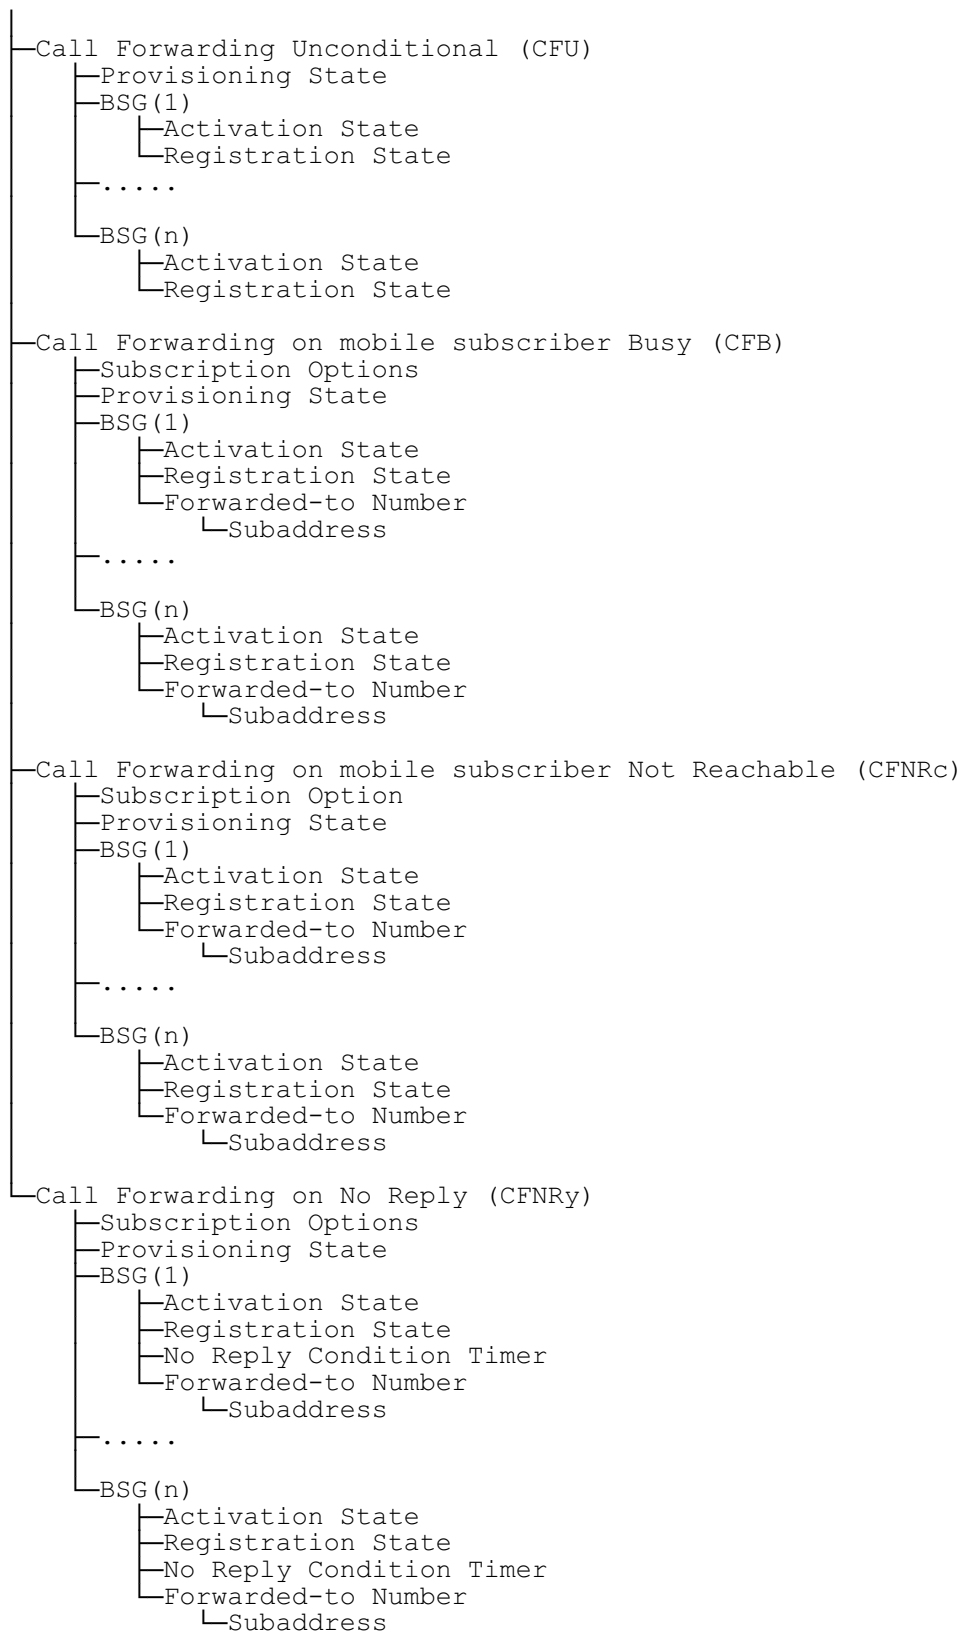 Call Forwarding Unconditional (CFU)
Provisioning State
BSG(1)
Activation State
Registration State
.....
BSG(n)
Activation State
Registration State
Call Forwarding on mobile subscriber Busy (CFB)
Subscription Options
Provisioning State
BSG(1)
Activation State
Registration State
Forwarded-to Number
Subaddress
.....
BSG(n)
Activation State
Registration State
Forwarded-to Number
Subaddress
Call Forwarding on mobile subscriber Not Reachable (CFNRc)
Subscription Option
Provisioning State
BSG(1)
Activation State
Registration State
Forwarded-to Number
Subaddress
.....
BSG(n)
Activation State
Registration State
Forwarded-to Number
Subaddress
Call Forwarding on No Reply (CFNRy)
Subscription Options
Provisioning State
BSG(1)
Activation State
Registration State
No Reply Condition Timer
Forwarded-to Number
Subaddress
.....
BSG(n)
Activation State
Registration State
No Reply Condition Timer
Forwarded-to Number
Subaddress